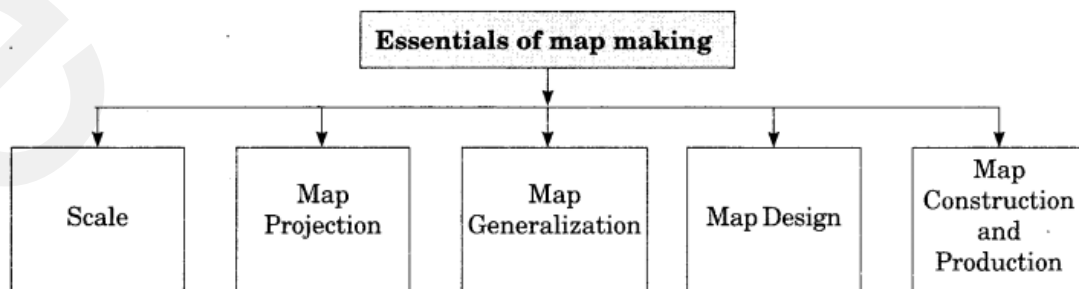 Essentials of map making
Scale
Map
Projection
Map
Generalization
Map Design
Map
Construction
and
Production